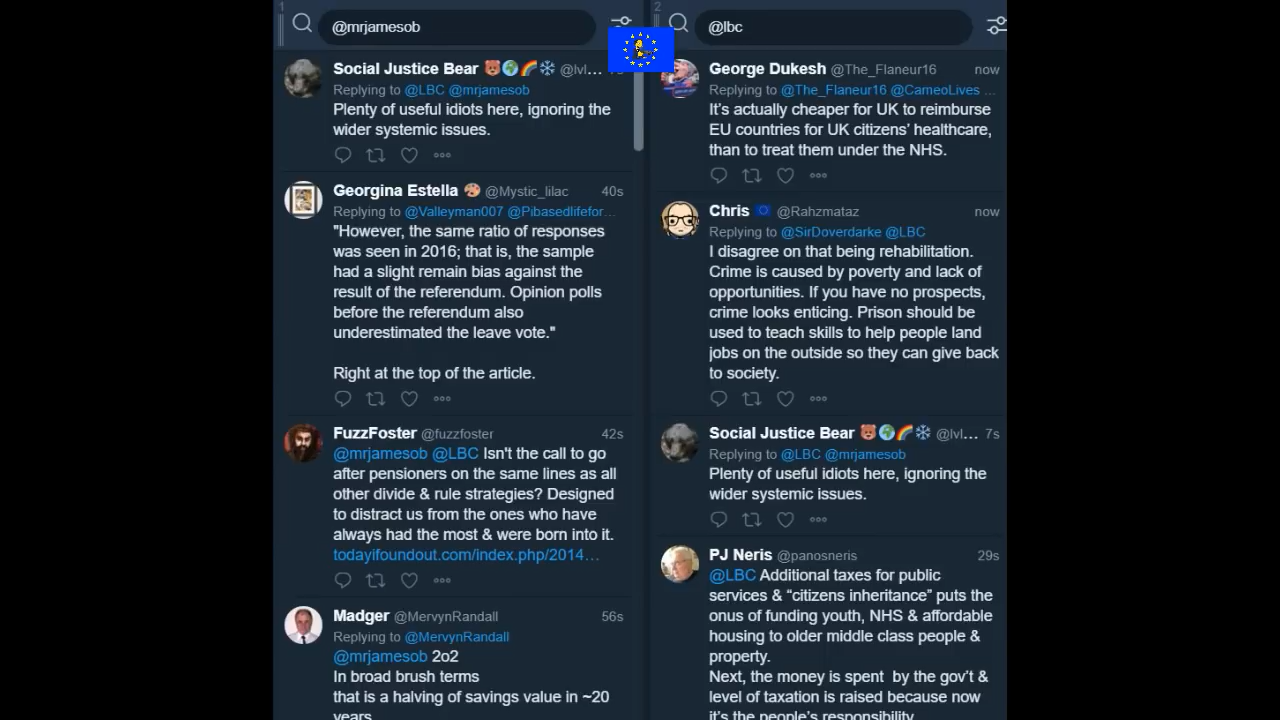 1
@mrjamesob
Social Justice Bear 🐻🌍🌈❄ @lvl…
Replying to @LBC @mrjamesob
Plenty of useful idiots here, ignoring the
wider systemic issues.
Georgina Estella 🎨 @Mystic_lilac 40s
Replying to @Valleyman007 @Pibasedlifefor…
"However, the same ratio of responses
was seen in 2016; that is, the sample
had a slight remain bias against the
result of the referendum. Opinion polls
before the referendum also
underestimated the leave vote."
Right at the top of the article.
FuzzFoster @fuzzfoster 42s
@mrjamesob @LBC Isn't the call to go
after pensioners on the same lines as all
other divide & rule strategies? Designed
to distract us from the ones who have
always had the most & were born into it.
todayifoundout.com/index.php/2014…
Madger @MervynRandall 56s
Replying to @MervynRandall
@mrjamesob 2o2
In broad brush terms
that is a halving of savings value in ~20
years
2
@lbc
George Dukesh @The_Flaneur16 now
Replying to @The_Flaneur16 @CameoLives …
It’s actually cheaper for UK to reimburse
EU countries for UK citizens’ healthcare,
than to treat them under the NHS.
Chris 🇪🇺 @Rahzmataz now
Replying to @SirDoverdarke @LBC
I disagree on that being rehabilitation.
Crime is caused by poverty and lack of
opportunities. If you have no prospects,
crime looks enticing. Prison should be
used to teach skills to help people land
jobs on the outside so they can give back
to society.
Social Justice Bear 🐻🌍🌈❄ @lvl… 7s
Replying to @LBC @mrjamesob
Plenty of useful idiots here, ignoring the
wider systemic issues.
PJ Neris @panosneris 29s
@LBC Additional taxes for public
services & “citizens inheritance” puts the
onus of funding youth, NHS & affordable
housing to older middle class people &
property.
Next, the money is spent  by the gov’t &
level of taxation is raised because now
it’s the people’s responsibility